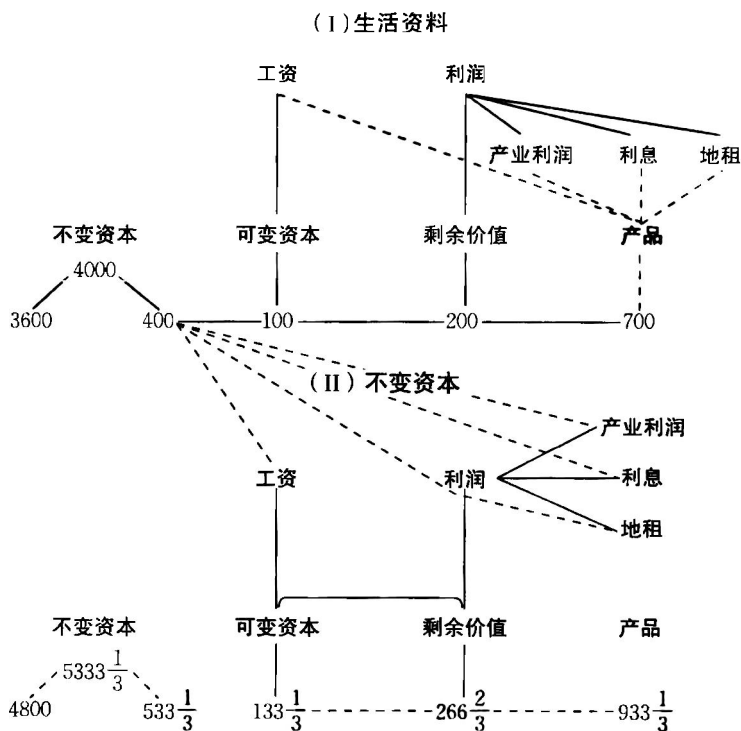 (Ⅰ)生活资料
工资 利润
产业利润 利息 地租
不变资本 可变资本 剩余价值 产品
4000
3600 400 100 200 700
(Ⅱ)不变资本
产业利润
工资 利润 利息
地租
不变资本 可变资本 剩余价值 产品
5333 1/3
4800 533 1/3 133 1/3 266 2/3 933 1/3